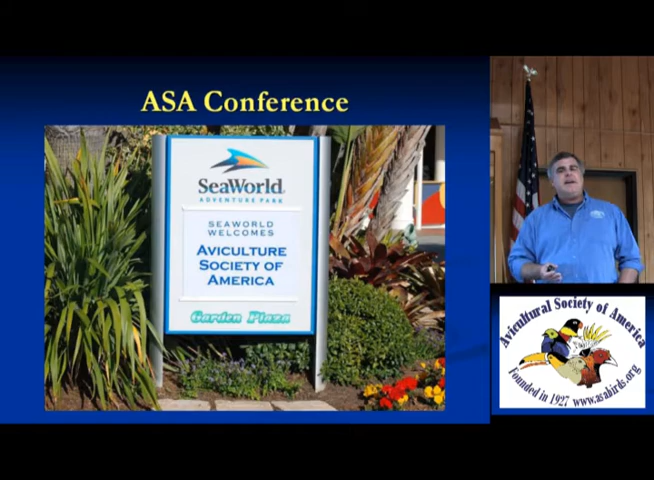 ASA Conference
SeaWorld
ADVENTURE PARK
SEAWORLD
WELCOMES
AVICULTURE
SOCIETY OF
AMERICA
Garden Plaza
Avicultural Society of America
Founded in 1927 www.asabirds.org